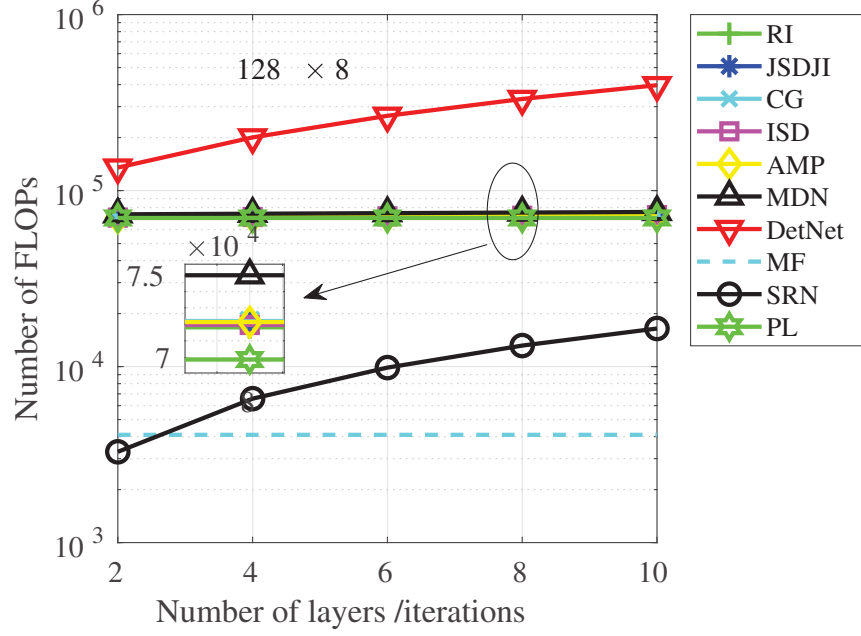 10^6
128 × 8
10^5
×10^4
7.5
7
8
10^4
10^3
2 4 6 8 10
Number of layers /iterations
Number of FLOPs
RI
JSDJI
CG
ISD
AMP
MDN
DetNet
MF
SRN
PL